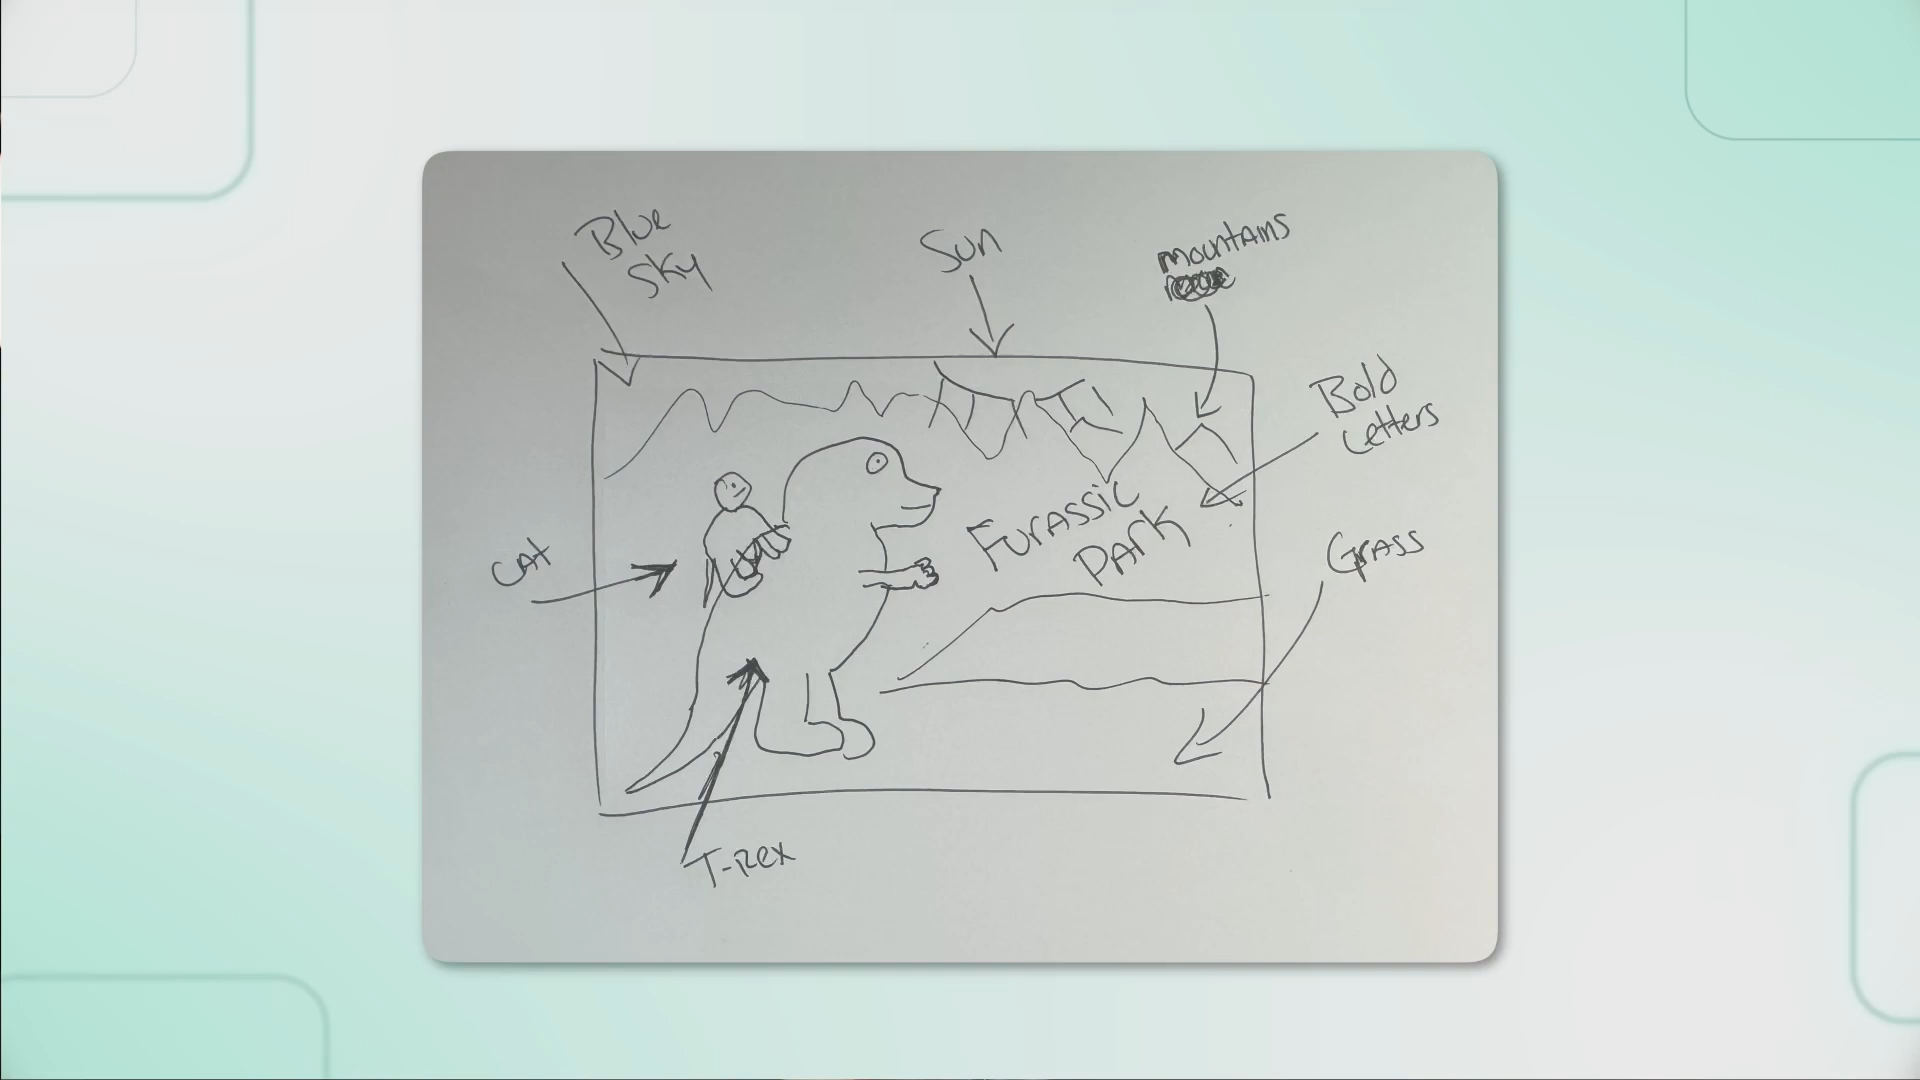 Blue
Sky
Sun
mountains
Bold
Letters
Furassic
Park
Cat
Grass
T-Rex